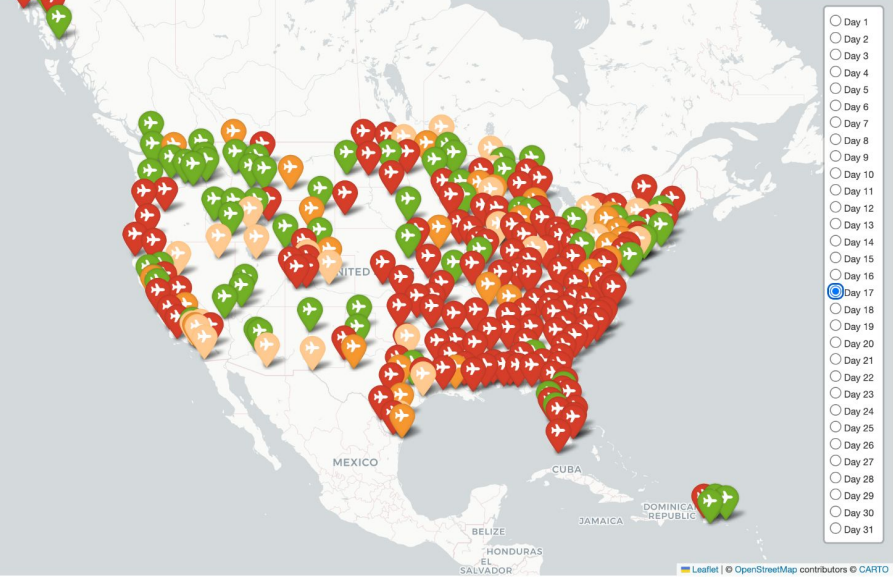 Day 1
Day 2
Day 3
Day 4
Day 5
Day 6
Day 7
Day 8
Day 9
Day 10
Day 11
Day 12
Day 13
Day 14
Day 15
Day 16
Day 17
Day 18
Day 19
Day 20
Day 21
Day 22
Day 23
Day 24
Day 25
Day 26
Day 27
Day 28
Day 29
Day 30
Day 31
MEXICO
CUBA
DOMINICAN
REPUBLIC
JAMAICA
BELIZE
HONDURAS
EL
SALVADOR
Leaflet | © OpenStreetMap contributors © CARTO